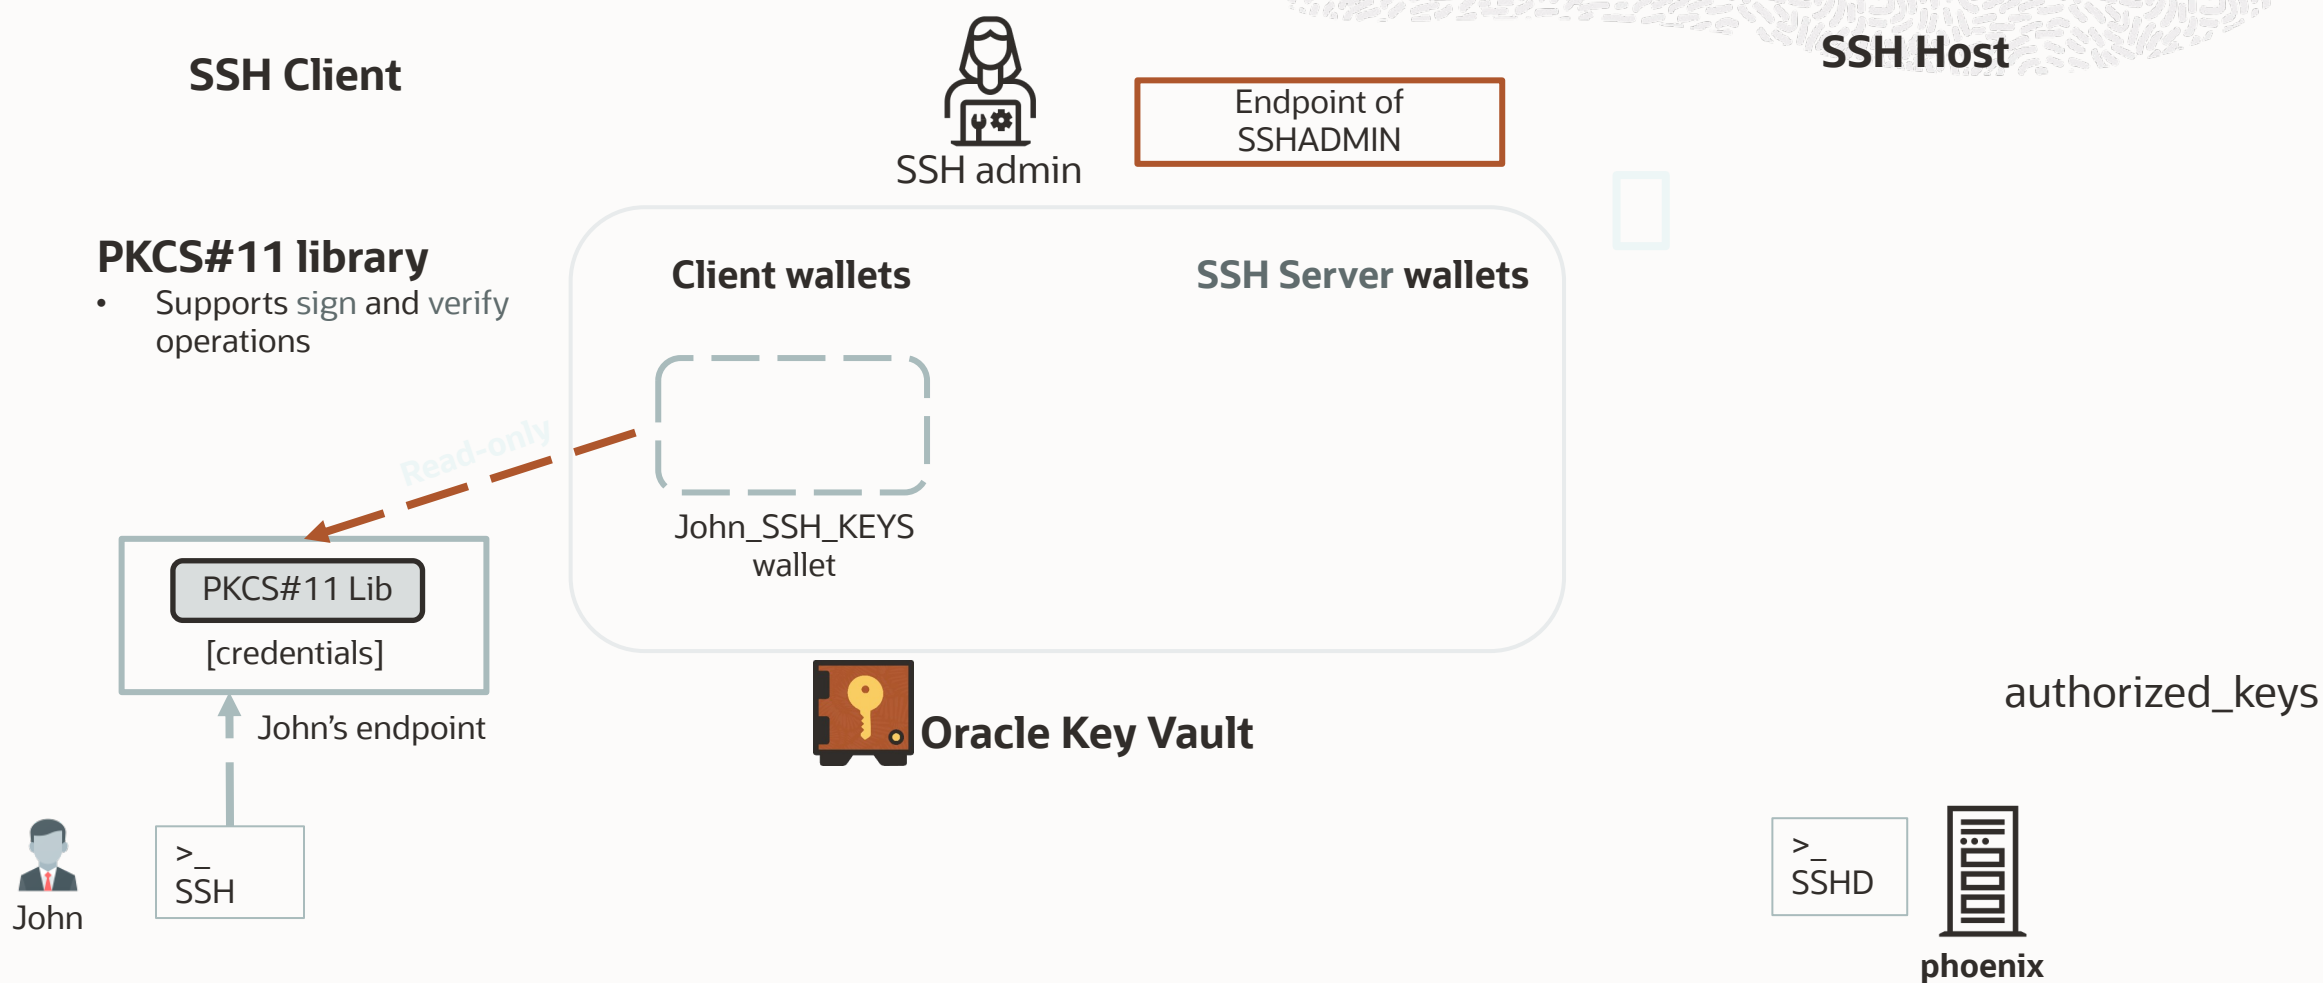 SSH Client
SSH admin
Endpoint of
SSHADMIN
SSH Host
PKCS#11 library
• Supports sign and verify
operations
Client wallets
SSH Server wallets
Read-only
John_SSH_KEYS
wallet
PKCS#11 Lib
[credentials]
John's endpoint
Oracle Key Vault
authorized_keys
>_
SSH
John
>_
SSHD
phoenix